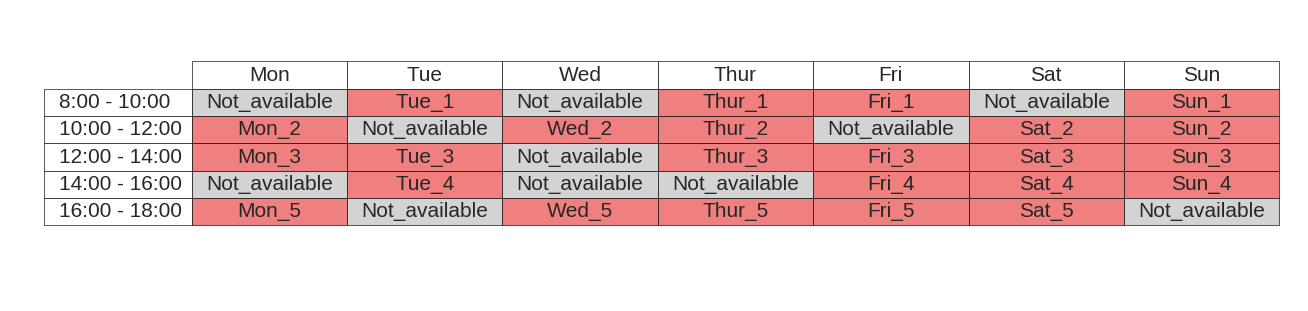 Mon Tue Wed Thur Fri Sat Sun
8:00 - 10:00 Not_available Tue_1 Not_available Thur_1 Fri_1 Not_available Sun_1
10:00 - 12:00 Mon_2 Not_available Wed_2 Thur_2 Not_available Sat_2 Sun_2
12:00 - 14:00 Mon_3 Tue_3 Not_available Thur_3 Fri_3 Sat_3 Sun_3
14:00 - 16:00 Not_available Tue_4 Not_available Not_available Fri_4 Sat_4 Sun_4
16:00 - 18:00 Mon_5 Not_available Wed_5 Thur_5 Fri_5 Sat_5 Not_available